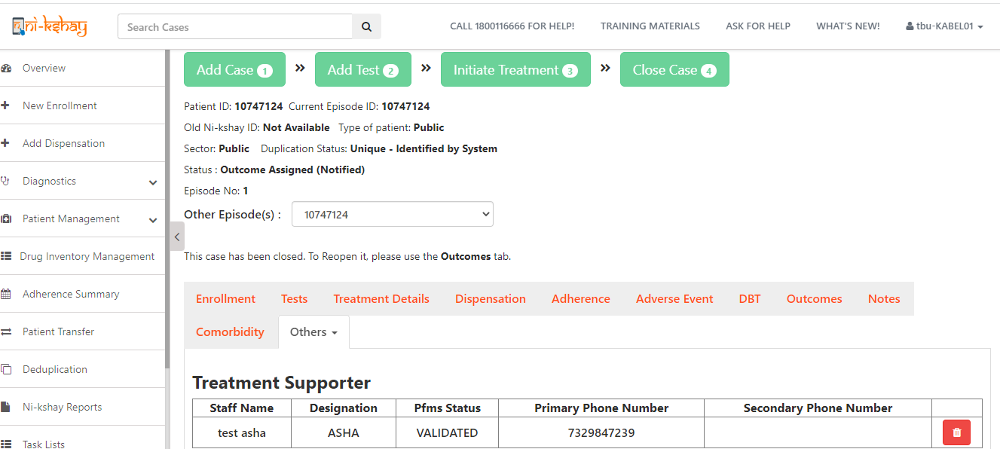 ni-kshay
Search Cases
CALL 1800116666 FOR HELP! TRAINING MATERIALS ASK FOR HELP WHAT'S NEW! tbu-KABEL01
Overview
New Enrollment
Add Dispensation
Diagnostics
Patient Management
Drug Inventory Management
Adherence Summary
Patient Transfer
Deduplication
Ni-kshay Reports
Task Lists
Add Case 1 » Add Test 2 » Initiate Treatment 3 » Close Case 4
Patient ID: 10747124 Current Episode ID: 10747124
Old Ni-kshay ID: Not Available Type of patient: Public
Sector: Public Duplication Status: Unique - Identified by System
Status : Outcome Assigned (Notified)
Episode No: 1
Other Episode(s) : 10747124
This case has been closed. To Reopen it, please use the Outcomes tab.
Enrollment Tests Treatment Details Dispensation Adherence Adverse Event DBT Outcomes Notes
Comorbidity Others
Treatment Supporter
Staff Name Designation Pfms Status Primary Phone Number Secondary Phone Number
test asha ASHA VALIDATED 7329847239